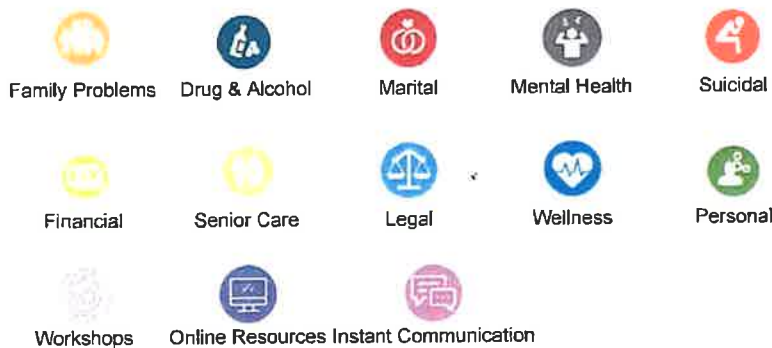 Family Problems Drug & Alcohol Marital Mental Health Suicidal
Financial Senior Care Legal Wellness Personal
Workshops Online Resources Instant Communication